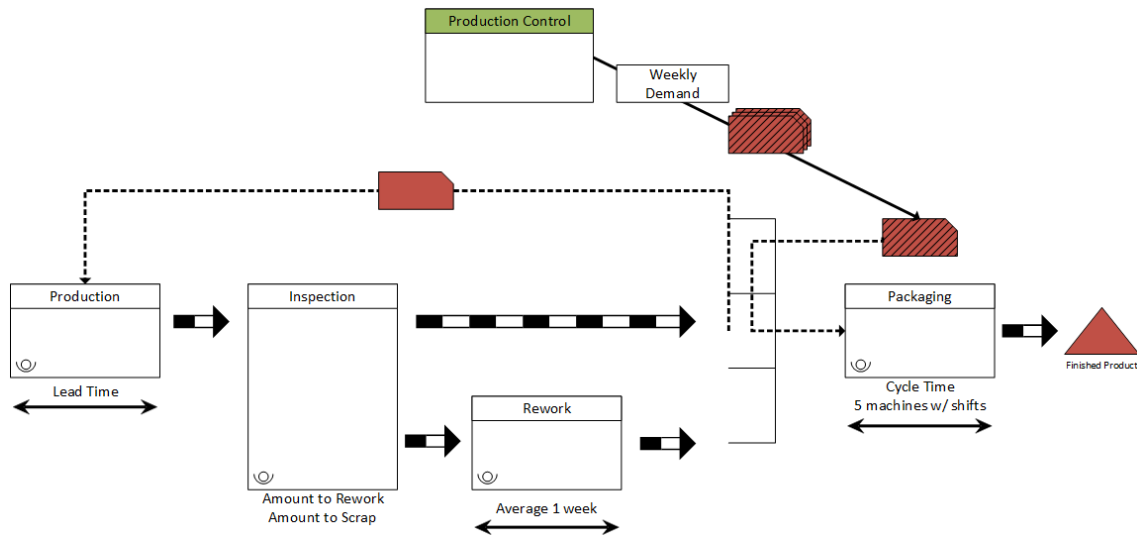 Production Control
Weekly
Demand
Production
Inspection
Packaging
Finished Product
Lead Time
Cycle Time
5 machines w/ shifts
Rework
Amount to Rework
Amount to Scrap
Average 1 week